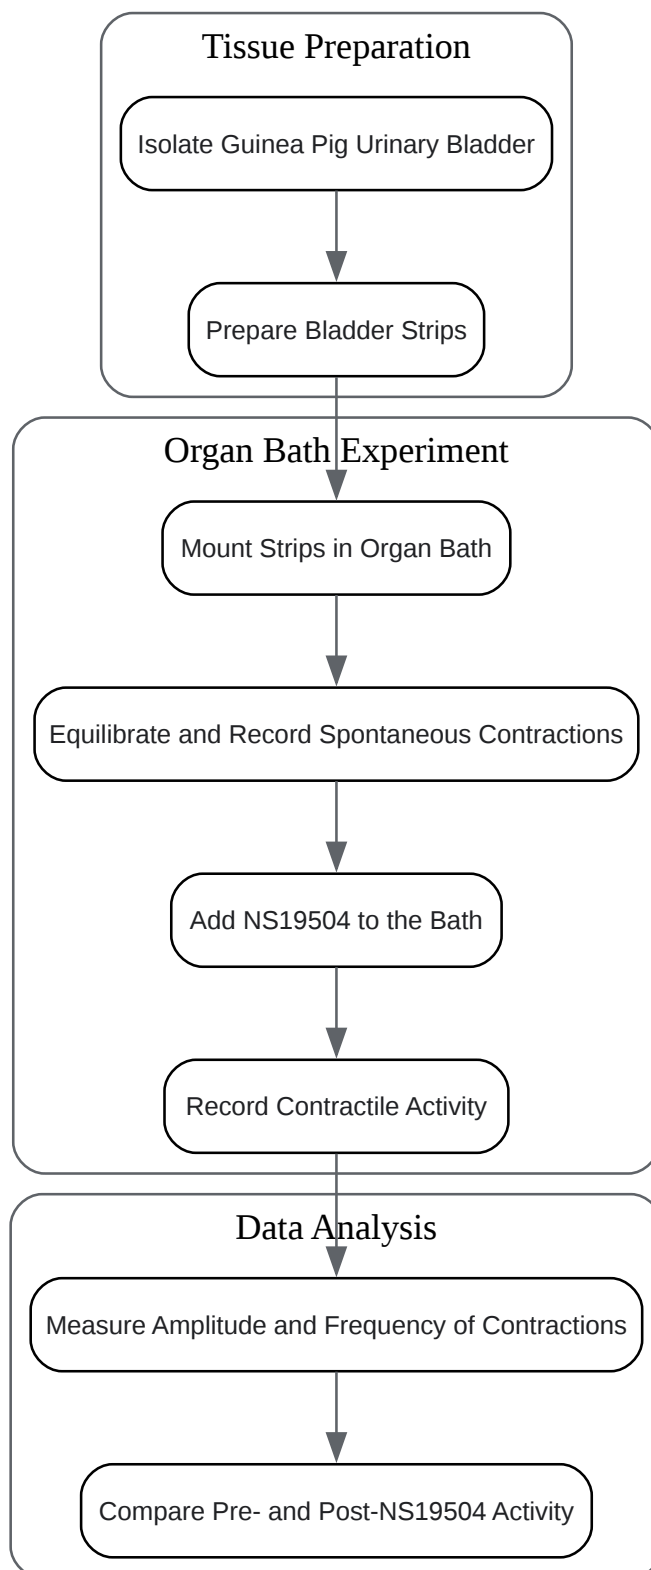 Tissue Preparation
Isolate Guinea Pig Urinary Bladder
Prepare Bladder Strips
Organ Bath Experiment
Mount Strips in Organ Bath
Equilibrate and Record Spontaneous Contractions
Add NS19504 to the Bath
Record Contractile Activity
Data Analysis
Measure Amplitude and Frequency of Contractions
Compare Pre- and Post-NS19504 Activity